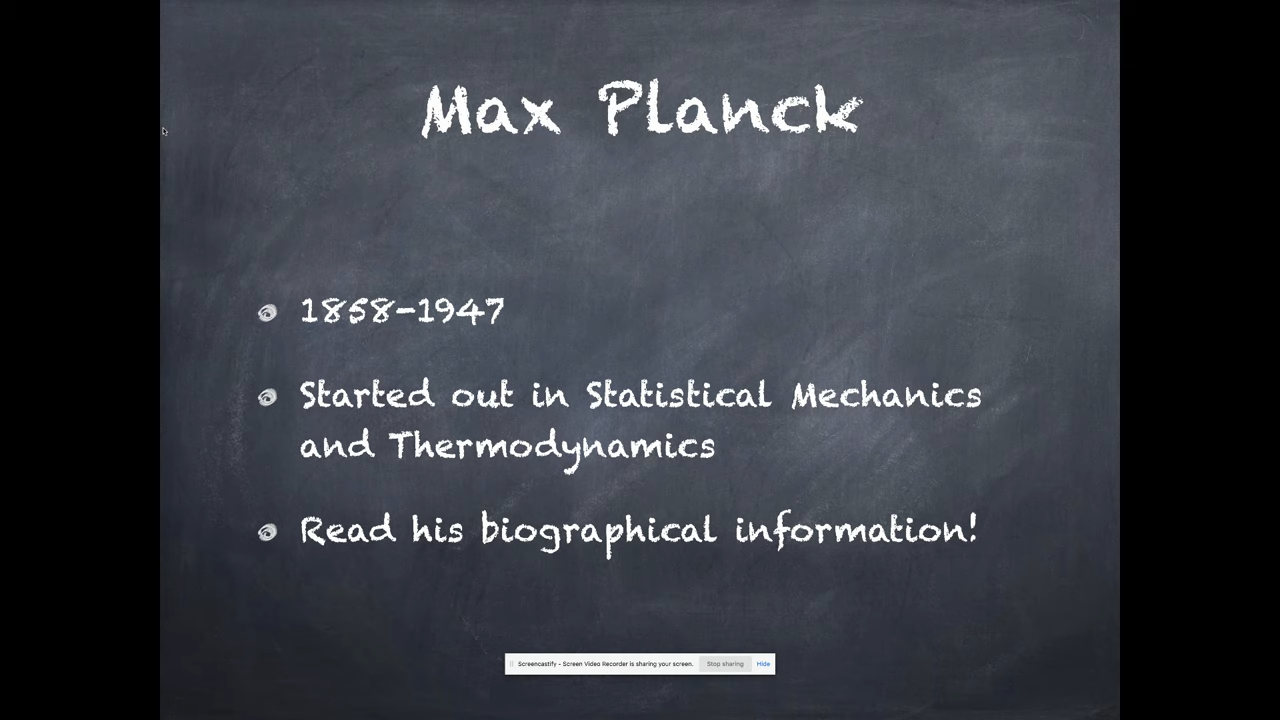 Max Planck
1858-1947
Started out in Statistical Mechanics
and Thermodynamics
Read his biographical information!
Screencastify - Screen Video Recorder is sharing your screen. Stop sharing Hide